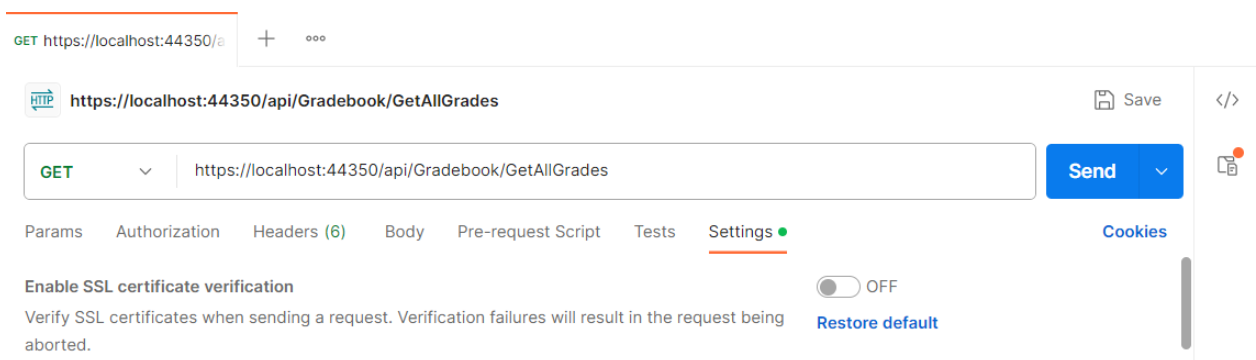 GET https://localhost:44350/a
HTTP https://localhost:44350/api/Gradebook/GetAllGrades Save </>
GET https://localhost:44350/api/Gradebook/GetAllGrades Send
Params Authorization Headers (6) Body Pre-request Script Tests Settings Cookies
Enable SSL certificate verification OFF
Verify SSL certificates when sending a request. Verification failures will result in the request being Restore default
aborted.